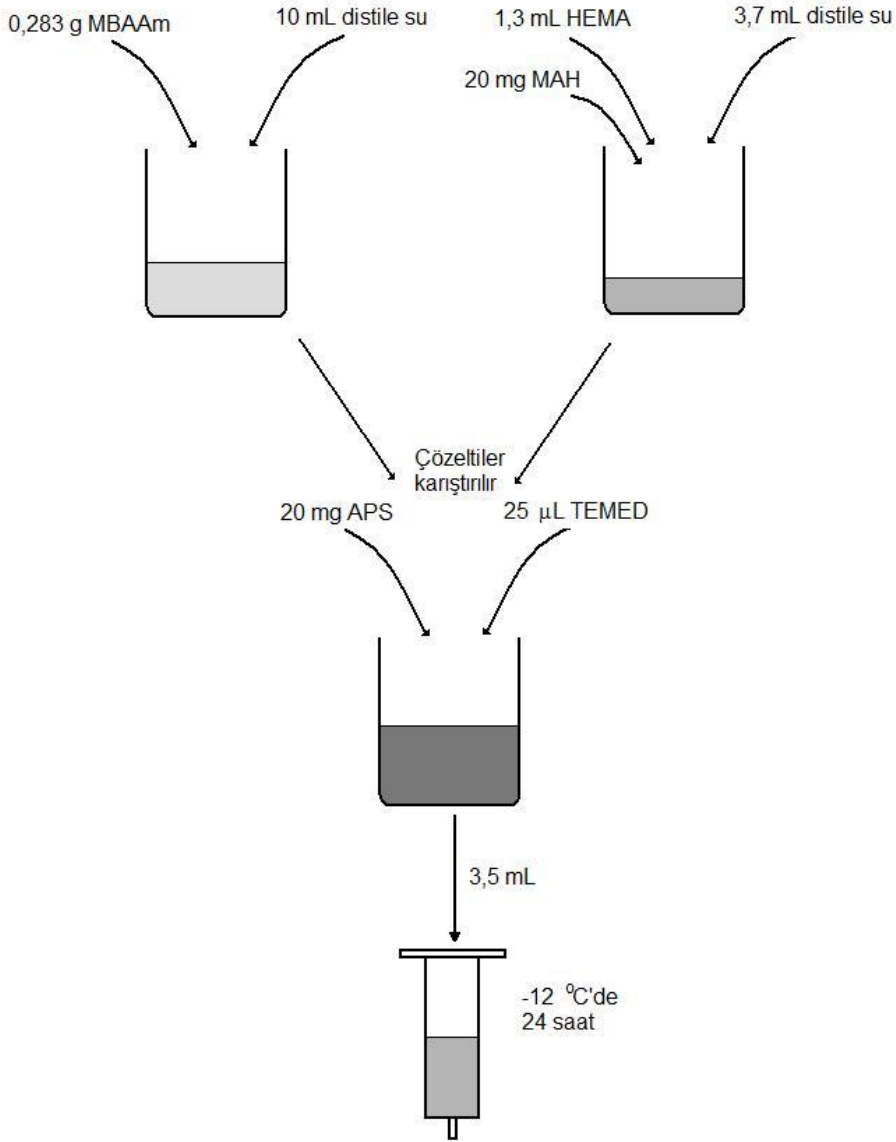 0,283 g MBAAm
10 mL distile su
1,3 mL HEMA
3,7 mL distile su
20 mg MAH
Çözeltiler
karıştırılır
20 mg APS
25 μL TEMED
3,5 mL
-12 ⁰C'de
24 saat